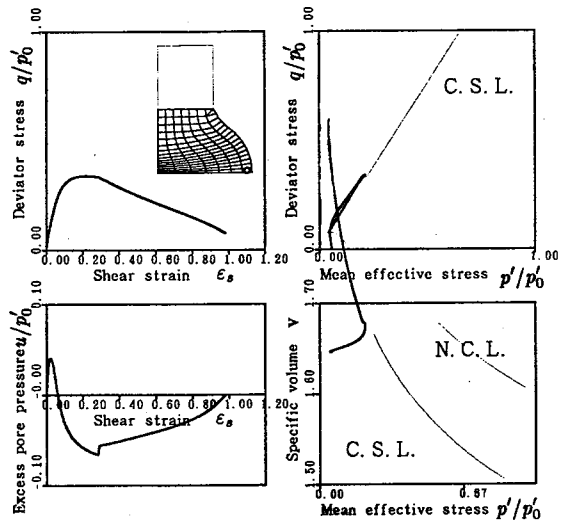 Deviator stress q/p'₀
1.00
0.00
0.00 0.20 0.40 0.60 0.80 1.00 1.20
Shear strain εₛ
Deviator stress q/p'₀
1.00
0.00
C. S. L.
0.00 1.00
Mean effective stress p'/p'₀
Excess pore pressure u/p'₀
0.10
-0.00
-0.10
0.00 0.20 0.40 0.60 0.80 1.00 1.20
Shear strain εₛ
Specific volume V
1.70
1.60
1.50
N. C. L.
C. S. L.
0.00 0.67
Mean effective stress p'/p'₀